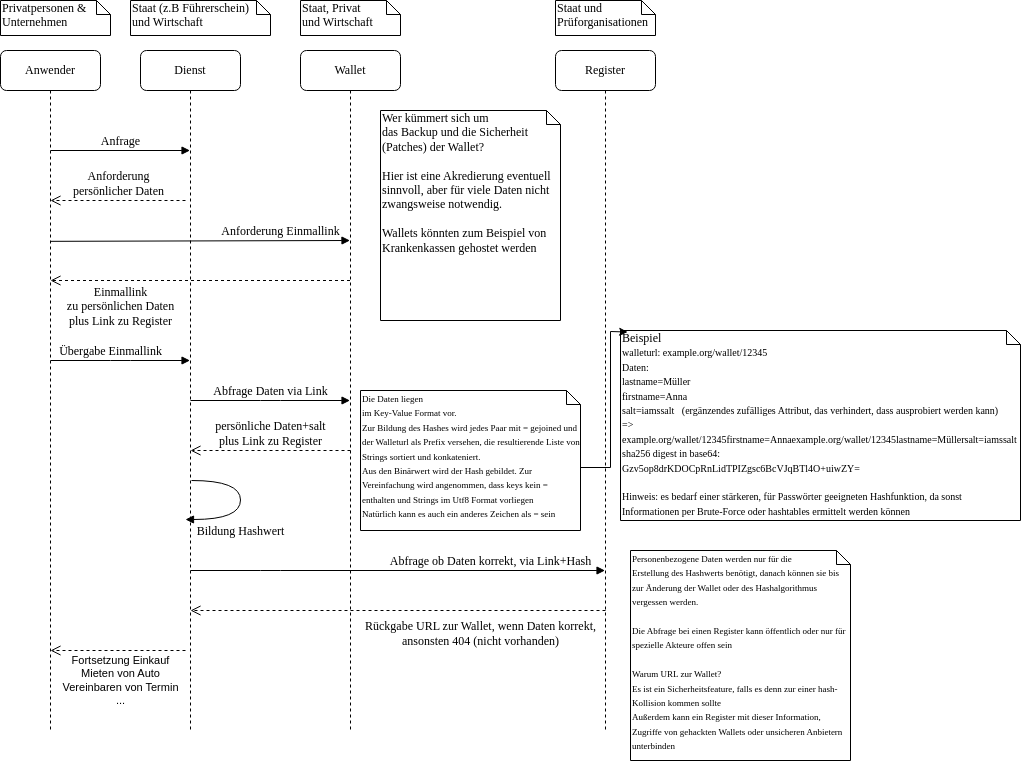 Privatpersonen &
Unternehmen
Staat (z.B Führerschein)
und Wirtschaft
Staat, Privat
und Wirtschaft
Staat und
Prüforganisationen
Anwender
Dienst
Wallet
Register
Anfrage
Anforderung
persönlicher Daten
Anforderung Einmallink
Einmallink
zu persönlichen Daten
plus Link zu Register
Übergabe Einmallink
Abfrage Daten via Link
persönliche Daten+salt
plus Link zu Register
Bildung Hashwert
Abfrage ob Daten korrekt, via Link+Hash
Rückgabe URL zur Wallet, wenn Daten korrekt,
ansonsten 404 (nicht vorhanden)
Fortsetzung Einkauf
Mieten von Auto
Vereinbaren von Termin
...
Wer kümmert sich um
das Backup und die Sicherheit
(Patches) der Wallet?
Hier ist eine Akredierung eventuell
sinnvoll, aber für viele Daten nicht
zwangsweise notwendig.
Wallets könnten zum Beispiel von
Krankenkassen gehostet werden
Die Daten liegen
im Key-Value Format vor.
Zur Bildung des Hashes wird jedes Paar mit = gejoined und
der Walleturl als Prefix versehen, die resultierende Liste von
Strings sortiert und konkateniert.
Aus den Binärwert wird der Hash gebildet. Zur
Vereinfachung wird angenommen, dass keys kein =
enthalten und Strings im Utf8 Format vorliegen
Natürlich kann es auch ein anderes Zeichen als = sein
Beispiel
walleturl: example.org/wallet/12345
Daten:
lastname=Müller
firstname=Anna
salt=iamssalt (ergänzendes zufälliges Attribut, das verhindert, dass ausprobiert werden kann)
=>
example.org/wallet/12345firstname=Annaexample.org/wallet/12345lastname=Müllersalt=iamssalt
sha256 digest in base64:
Gzv5op8drKDOCpRnLidTPIZgsc6BcVJqBTl4O+uiwZY=
Hinweis: es bedarf einer stärkeren, für Passwörter geeigneten Hashfunktion, da sonst
Informationen per Brute-Force oder hashtables ermittelt werden können
Personenbezogene Daten werden nur für die
Erstellung des Hashwerts benötigt, danach können sie bis
zur Änderung der Wallet oder des Hashalgorithmus
vergessen werden.
Die Abfrage bei einen Register kann öffentlich oder nur für
spezielle Akteure offen sein
Warum URL zur Wallet?
Es ist ein Sicherheitsfeature, falls es denn zur einer hash-
Kollision kommen sollte
Außerdem kann ein Register mit dieser Information,
Zugriffe von gehackten Wallets oder unsicheren Anbietern
unterbinden